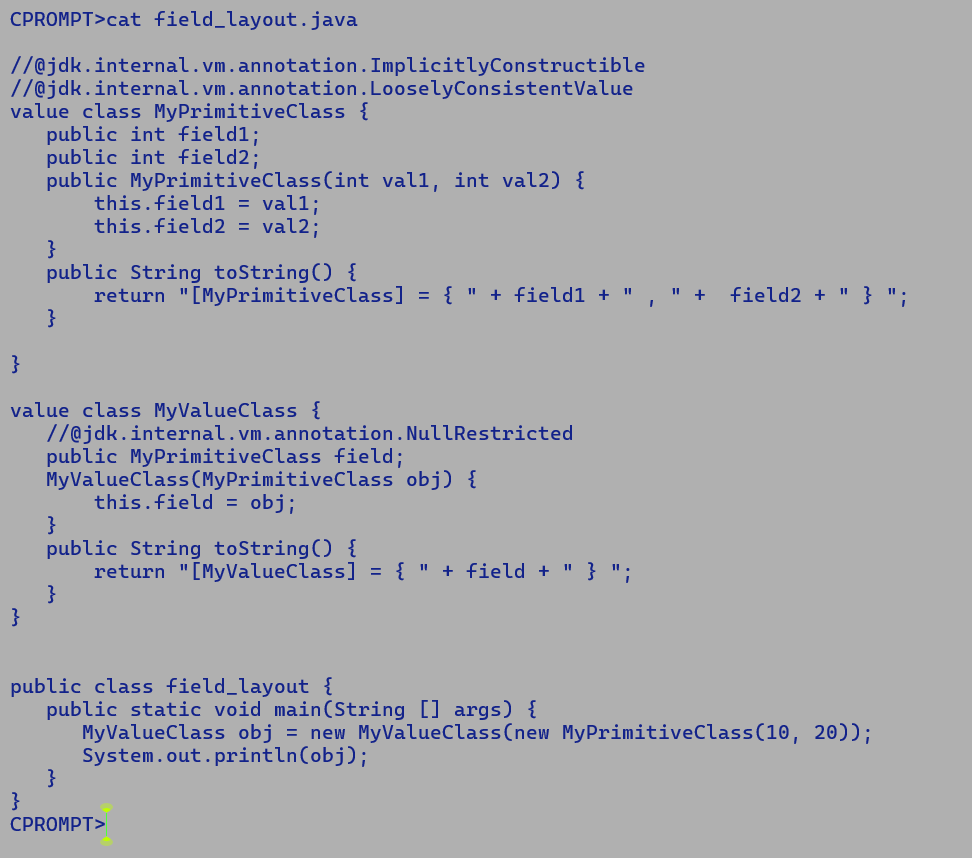 CPROMPT>cat field_layout.java

//@jdk.internal.vm.annotation.ImplicitlyConstructible
//@jdk.internal.vm.annotation.LooselyConsistentValue
value class MyPrimitiveClass {
   public int field1;
   public int field2;
   public MyPrimitiveClass(int val1, int val2) {
       this.field1 = val1;
       this.field2 = val2;
   }
   public String toString() {
       return "[MyPrimitiveClass] = { " + field1 + " , " +  field2 + " } ";
   }

}

value class MyValueClass {
   //@jdk.internal.vm.annotation.NullRestricted
   public MyPrimitiveClass field;
   MyValueClass(MyPrimitiveClass obj) {
       this.field = obj;
   }
   public String toString() {
       return "[MyValueClass] = { " + field + " } ";
   }
}


public class field_layout {
   public static void main(String [] args) {
      MyValueClass obj = new MyValueClass(new MyPrimitiveClass(10, 20));
      System.out.println(obj);
   }
}
CPROMPT>